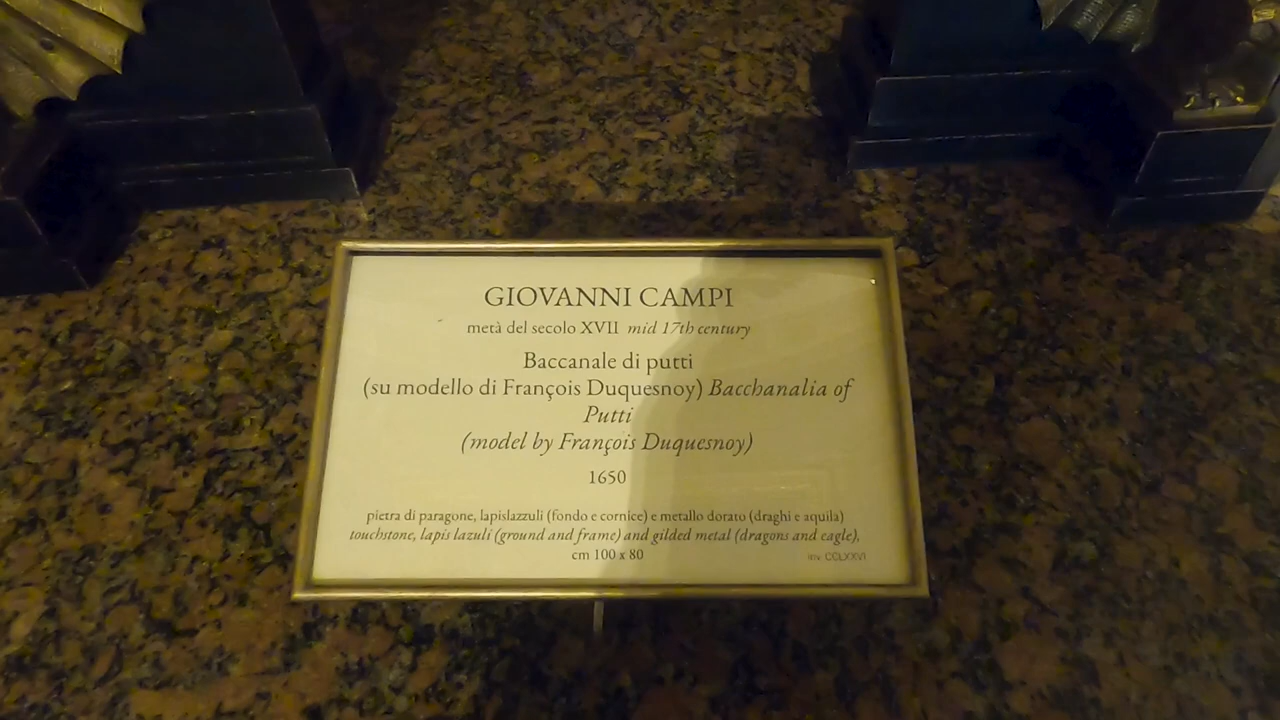 GIOVANNI CAMPI
metà del secolo XVII mid 17th century
Baccanale di putti
(su modello di François Duquesnoy) Bacchanalia of
Putti
(model by François Duquesnoy)
1650
pietra di paragone, lapislazzuli (fondo e cornice) e metallo dorato (draghi e aquila)
touchstone, lapis lazuli (ground and frame) and gilded metal (dragons and eagle),
cm 100 x 80
inv. CCLXXVI